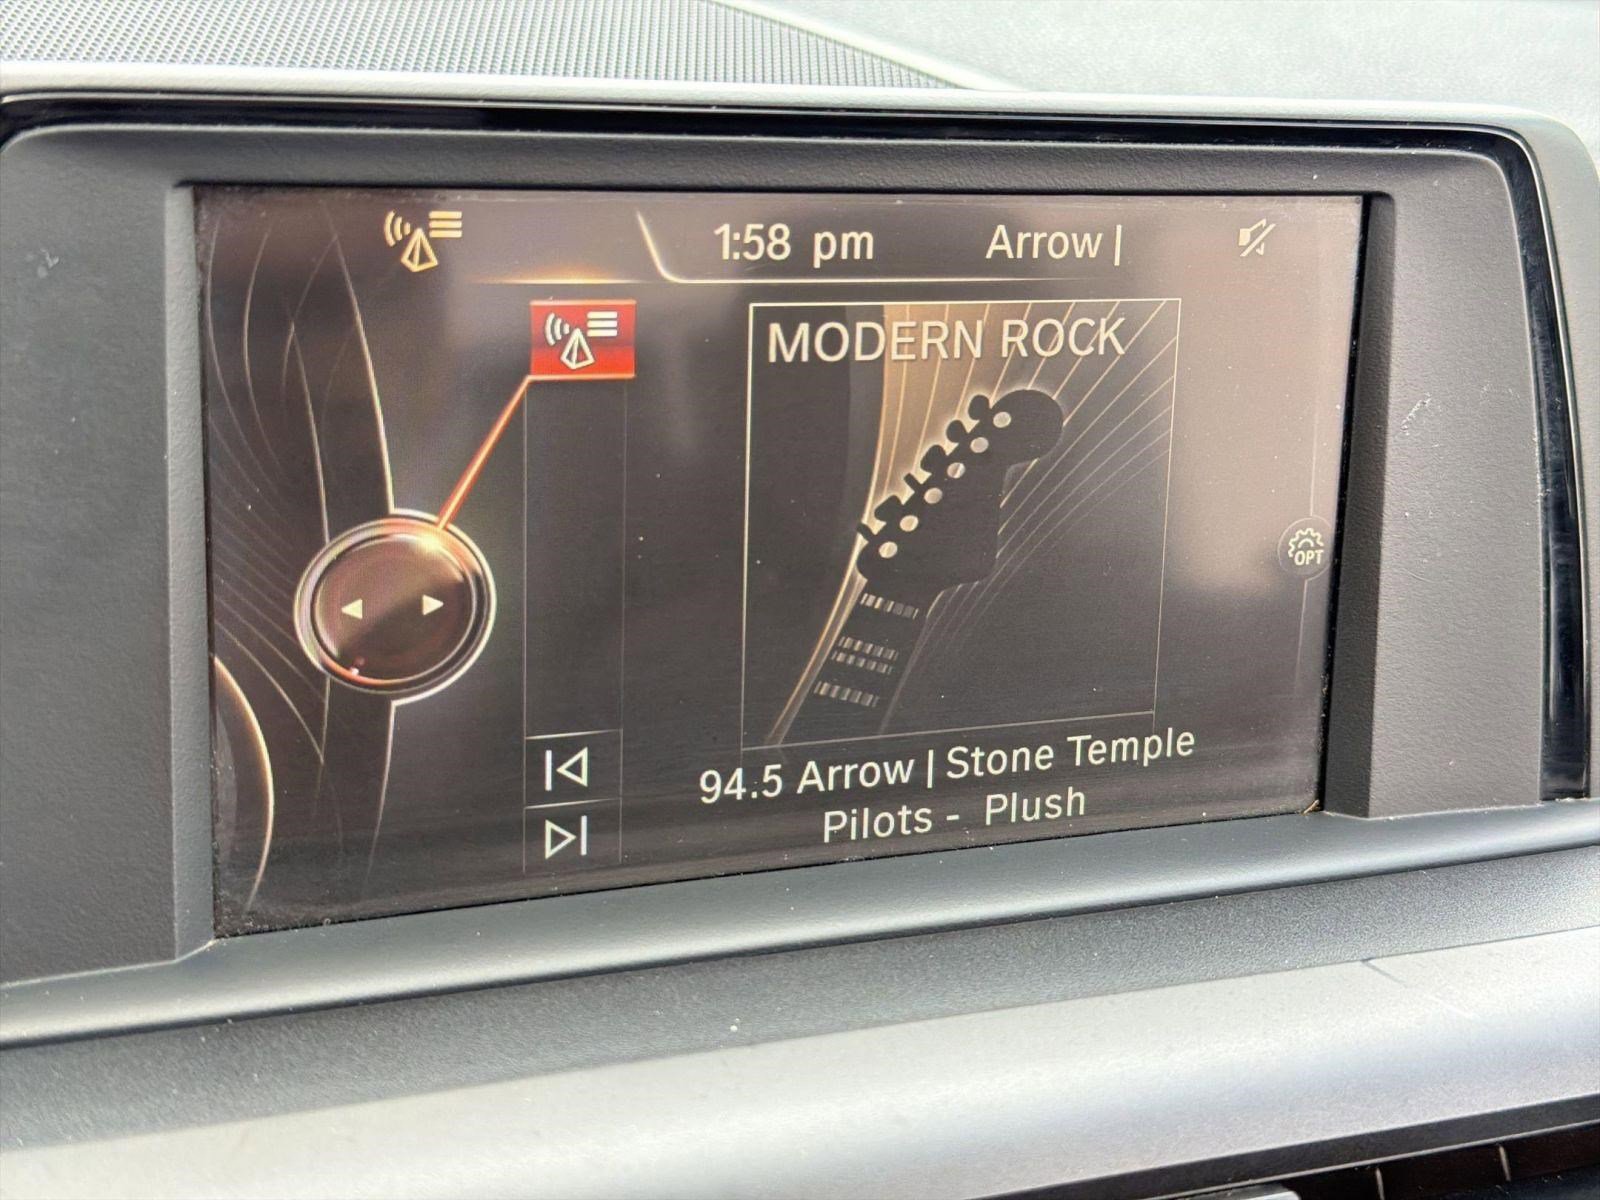 1:58 pm Arrow |
MODERN ROCK
OPT
94.5 Arrow | Stone Temple
Pilots - Plush